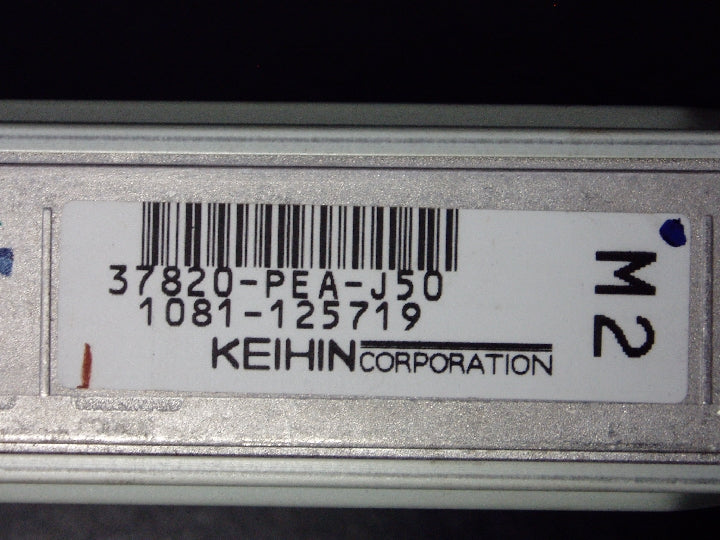 37820-PEA-J50
1081-125719
KEIHIN CORPORATION
M2